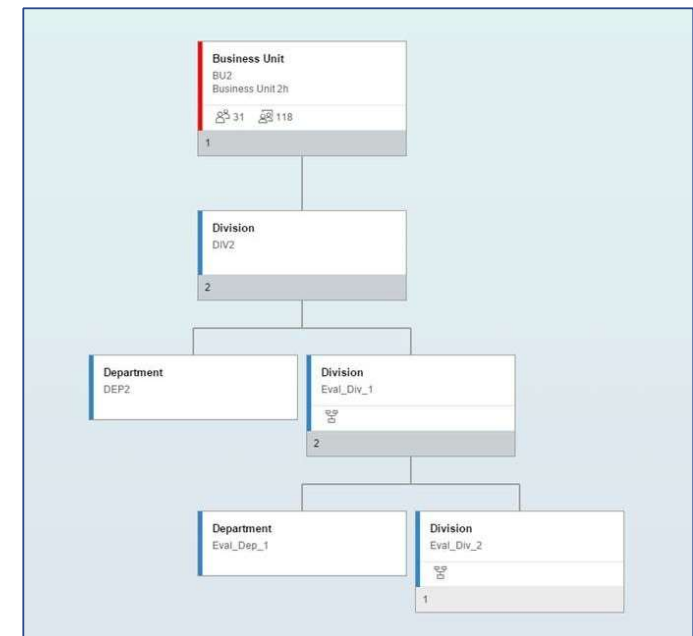 Business Unit
BU2
Business Unit 2h
31 118
1
Division
DIV2
2
Department
DEP2
Division
Eval_Div_1
2
Department
Eval_Dep_1
Division
Eval_Div_2
1